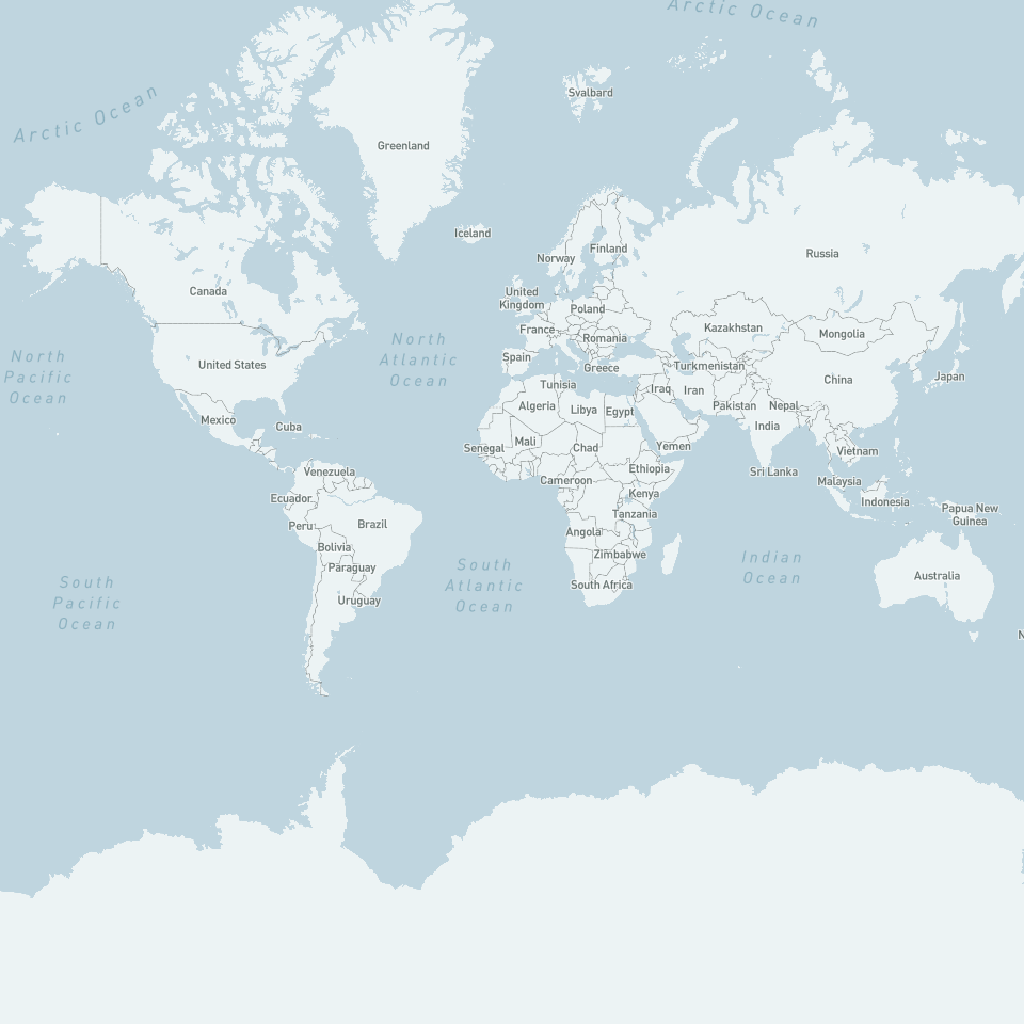 Arctic Ocean
Arctic Ocean
Svalbard
Greenland
Iceland
Finland
Norway
Russia
Canada
United
Kingdom
Poland
France
Romania
Kazakhstan
Mongolia
North
Atlantic
Ocean
North
Pacific
Ocean
Spain
Greece
United States
Turkmenistan
China
Japan
Tunisia
Iraq
Iran
Algeria
Libya
Egypt
Pakistan
Nepal
India
Mexico
Cuba
Senegal
Mali
Chad
Yemen
Vietnam
Venezuela
Cameroon
Ethiopia
Sri Lanka
Malaysia
Ecuador
Kenya
Indonesia
Papua New
Guinea
Peru
Brazil
Tanzania
Angola
Bolivia
Zimbabwe
Paraguay
South
Atlantic
Ocean
Indian
Ocean
Australia
South Africa
Uruguay
South
Pacific
Ocean